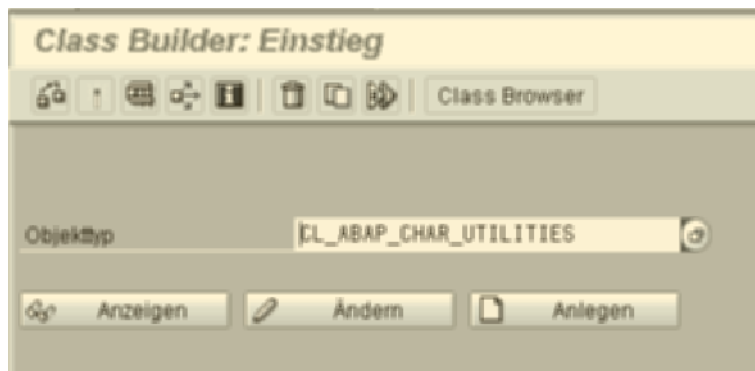 Class Builder: Einstieg
Class Browser
Objekttyp CL_ABAP_CHAR_UTILITIES
Anzeigen Ändern Anlegen